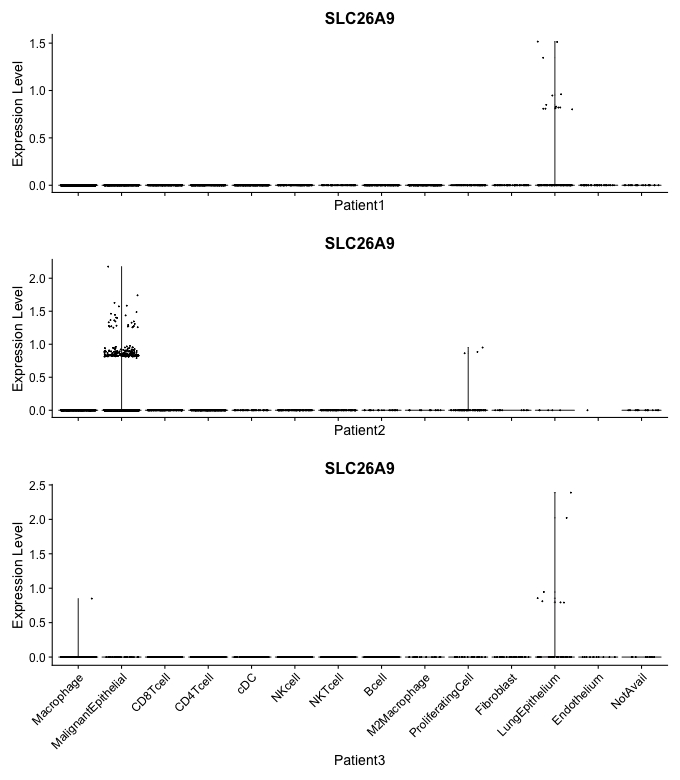 SLC26A9
Expression Level
1.5
1.0
0.5
0.0
Patient1
SLC26A9
Expression Level
2.0
1.5
1.0
0.5
0.0
Patient2
SLC26A9
Expression Level
2.5
2.0
1.5
1.0
0.5
0.0
Macrophage
MalignantEpithelial
CD8Tcell
CD4Tcell
cDC
NKcell
NKTcell
Bcell
M2Macrophage
ProliferatingCell
Fibroblast
LungEpithelium
Endothelium
NotAvail
Patient3